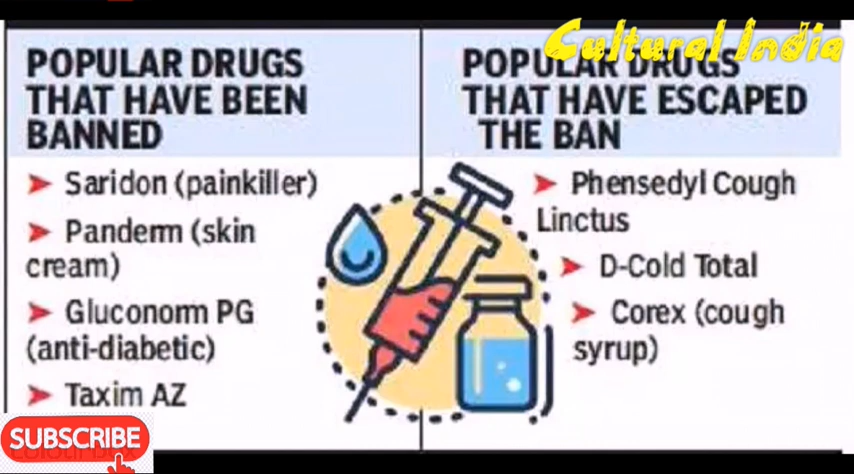 Cultural India
POPULAR DRUGS
THAT HAVE BEEN
BANNED
➤ Saridon (painkiller)
➤ Panderm (skin
cream)
➤ Gluconorm PG
(anti-diabetic)
➤ Taxim AZ
POPULAR DRUGS
THAT HAVE ESCAPED
THE BAN
➤ Phensedyl Cough
Linctus
➤ D-Cold Total
➤ Corex (cough
syrup)
SUBSCRIBE